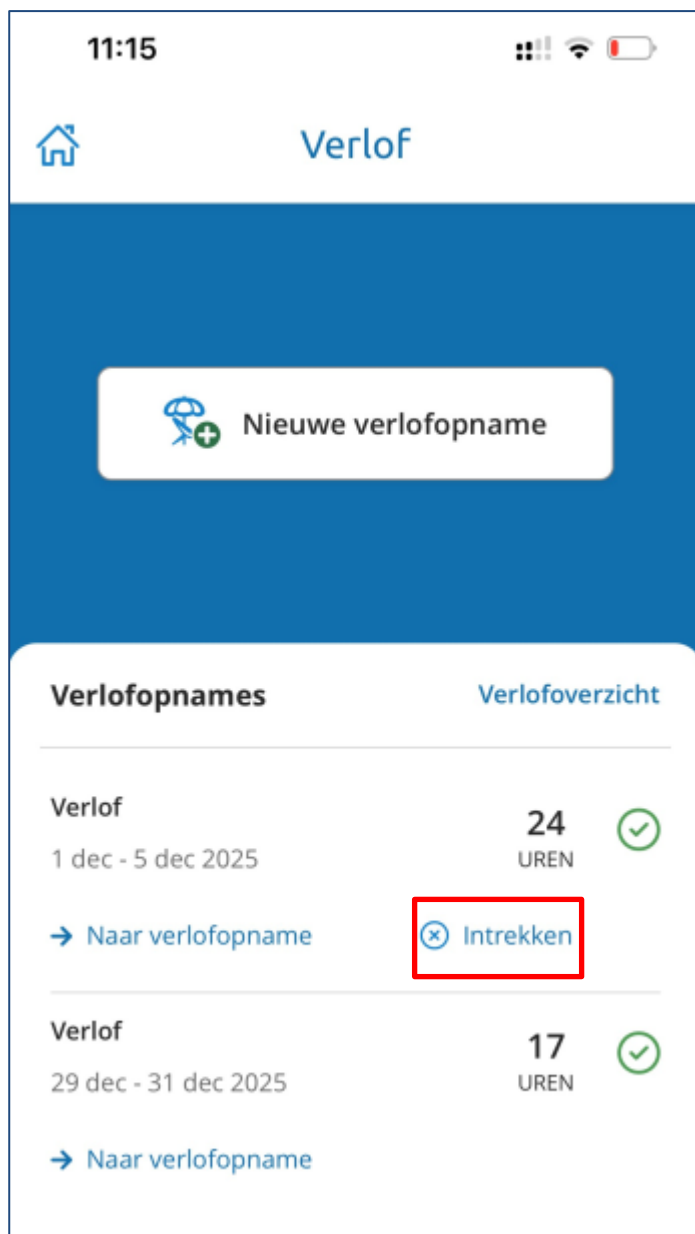 11:15
Verlof
Nieuwe verlofopname
Verlofopnames Verlofoverzicht
Verlof
24
1 dec - 5 dec 2025
UREN
Naar verlofopname Intrekken
Verlof
17
29 dec - 31 dec 2025
UREN
Naar verlofopname